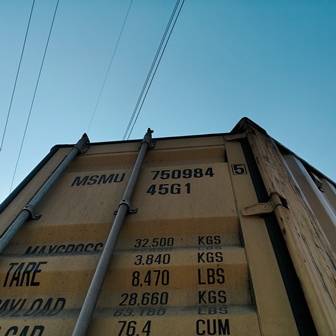 MSMU 750984 5
45G1
MAXGROSS 32.500 KGS
TARE 3.840 KGS
8.470 LBS
28.660 KGS
76.4 CUM